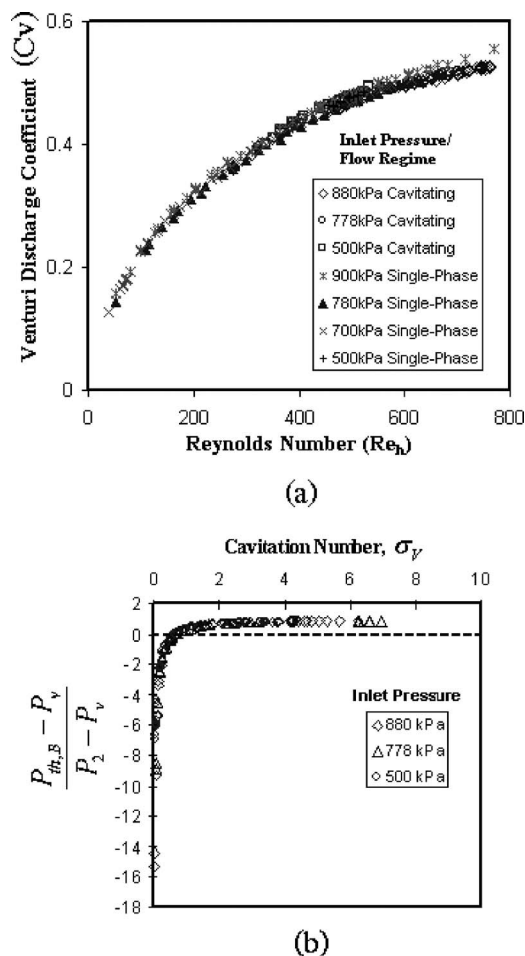 0.6
0.4
0.2
0
0 200 400 600 800
Venturi Discharge Coefficient (Cv)
Reynolds Number (Reh)
Inlet Pressure/
Flow Regime
880kPa Cavitating
778kPa Cavitating
500kPa Cavitating
900kPa Single-Phase
780kPa Single-Phase
700kPa Single-Phase
500kPa Single-Phase
(a)
Cavitation Number, σV
0 2 4 6 8 10
2
0
-2
-4
-6
-8
-10
-12
-14
-16
-18
Pth,B − Pv
P2 − Pv
Inlet Pressure
880 kPa
778 kPa
500 kPa
(b)